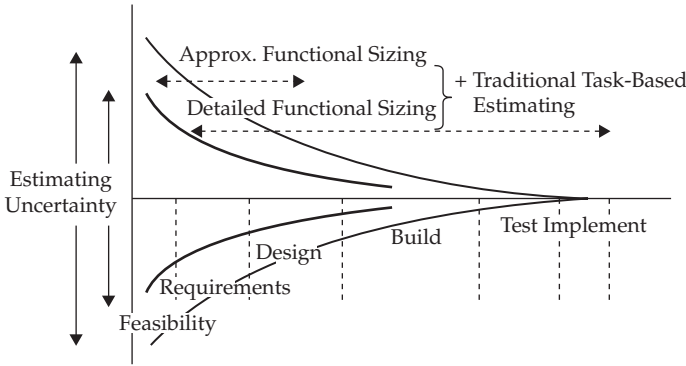 Approx. Functional Sizing
+ Traditional Task-Based
Estimating
Detailed Functional Sizing
Estimating
Uncertainty
Test Implement
Build
Design
Requirements
Feasibility